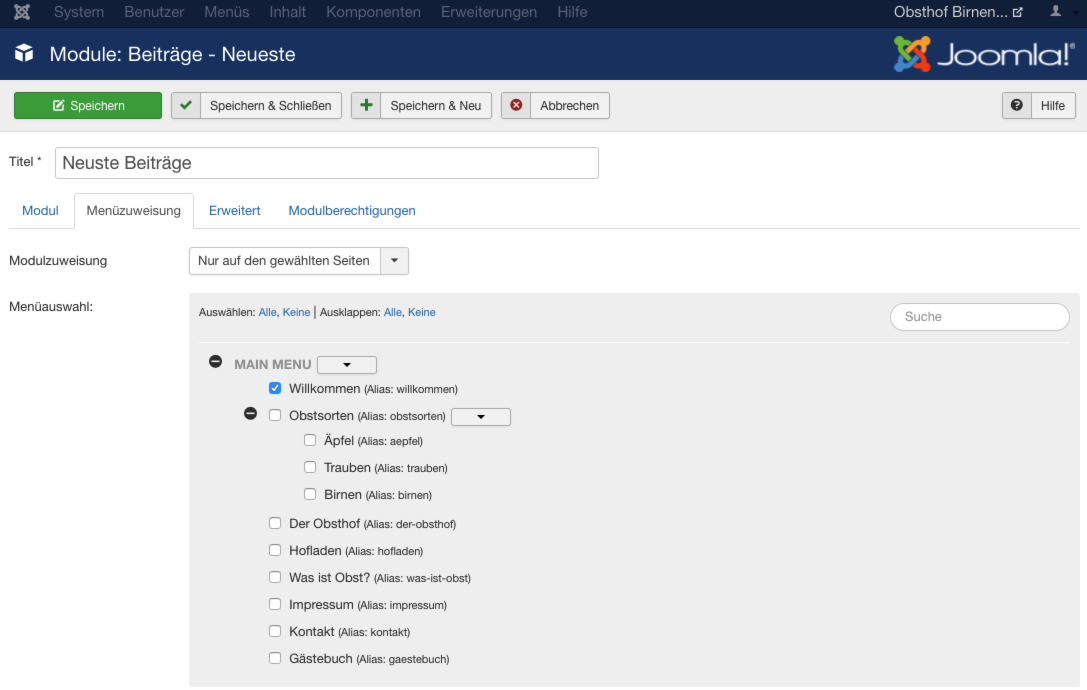 System Benutzer Menüs Inhalt Komponenten Erweiterungen Hilfe Obsthof Birnen...
Module: Beiträge - Neueste Joomla!®
Speichern Speichern & Schließen Speichern & Neu Abbrechen Hilfe
Titel * Neuste Beiträge
Modul Menüzuweisung Erweitert Modulberechtigungen
Modulzuweisung Nur auf den gewählten Seiten
Menüauswahl: Auswählen: Alle, Keine | Ausklappen: Alle, Keine Suche
MAIN MENU
Willkommen (Alias: willkommen)
Obstsorten (Alias: obstsorten)
Äpfel (Alias: aepfel)
Trauben (Alias: trauben)
Birnen (Alias: birnen)
Der Obsthof (Alias: der-obsthof)
Hofladen (Alias: hofladen)
Was ist Obst? (Alias: was-ist-obst)
Impressum (Alias: impressum)
Kontakt (Alias: kontakt)
Gästebuch (Alias: gaestebuch)